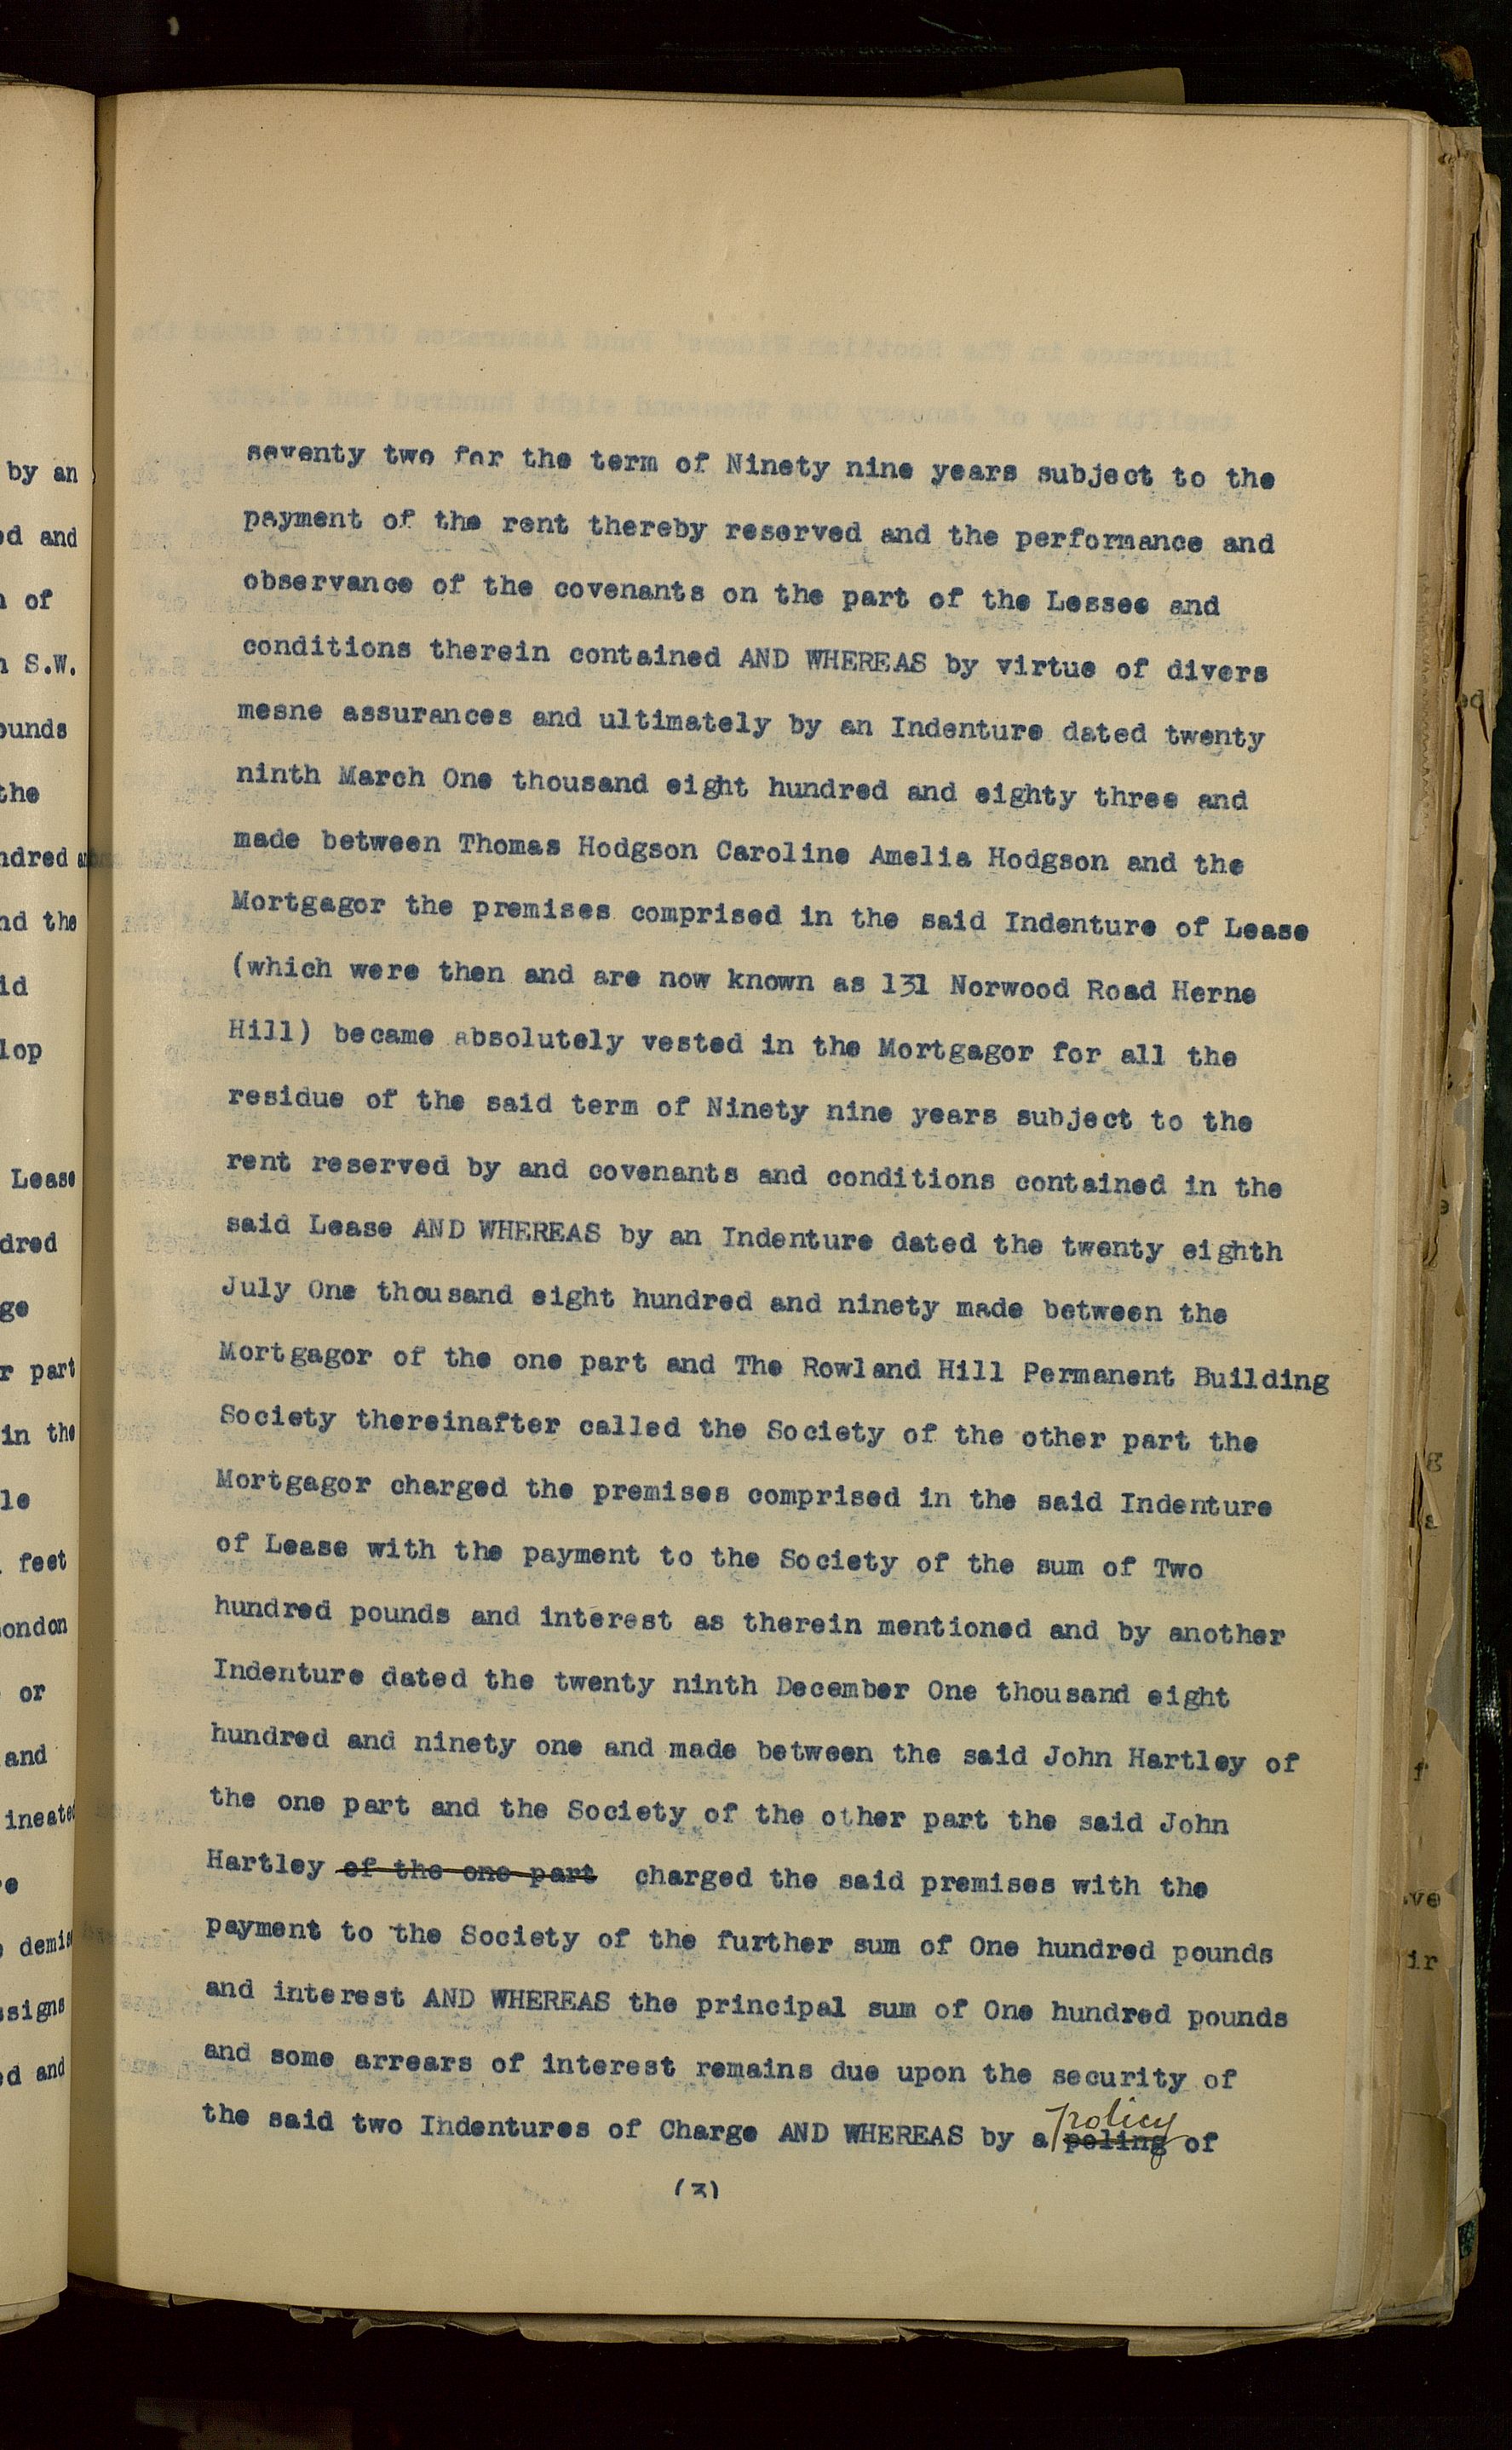 seventy two for the term of Ninety nine years subject to the
payment of the rent thereby reserved and the performance and
observance of the covenants on the part of the Lessee and
conditions therein contained AND WHEREAS by virtue of divers
mesne assurances and ultimately by an Indenture dated twenty
ninth March One thousand eight hundred and eighty three and
made between Thomas Hodgson Caroline Amelia Hodgson and the
Mortgagor the premises comprised in the said Indenture of Lease
(which were then and are now known as 131 Norwood Road Herne
Hill) became absolutely vested in the Mortgagor for all the
residue of the said term of Ninety nine years subject to the
rent reserved by and covenants and conditions contained in the
said Lease AND WHEREAS by an Indenture dated the twenty eighth
July One thousand eight hundred and ninety made between the
Mortgagor of the one part and The Rowland Hill Permanent Building
Society thereinafter called the Society of the other part the
Mortgagor charged the premises comprised in the said Indenture
of Lease with the payment to the Society of the sum of Two
hundred pounds and interest as therein mentioned and by another
Indenture dated the twenty ninth December One thousand eight
hundred and ninety one and made between the said John Hartley of
the one part and the Society of the other part the said John
Hartley of the one part charged the said premises with the
payment to the Society of the further sum of One hundred pounds
and interest AND WHEREAS the principal sum of One hundred pounds
and some arrears of interest remains due upon the security of
policy
the said two Indentures of Charge AND WHEREAS by a poling of
(3)